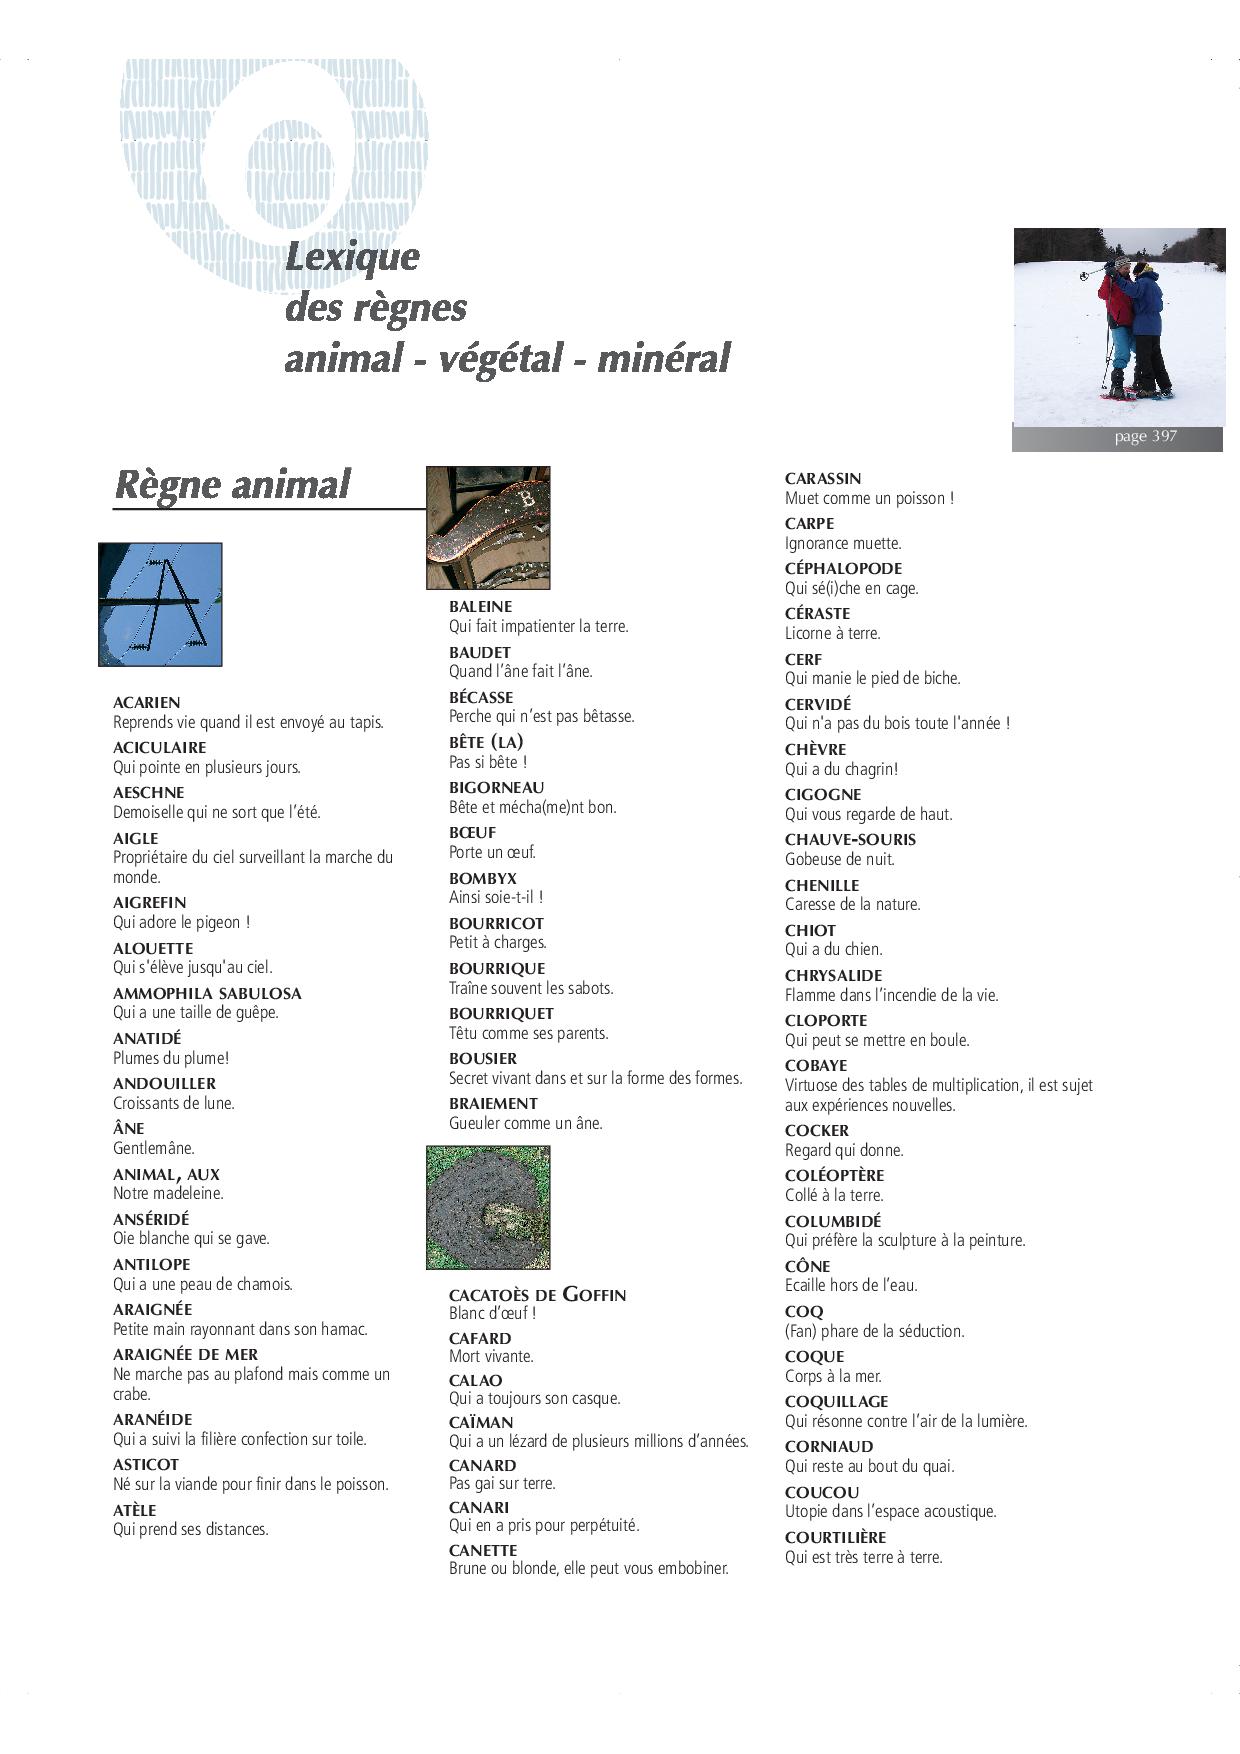 Lexique
des règnes
animal - végétal - minéral
page 397
Règne animal
A
ACARIEN
Reprends vie quand il est envoyé au tapis.
ACICULAIRE
Qui pointe en plusieurs jours.
AESCHNE
Demoiselle qui ne sort que l’été.
AIGLE
Propriétaire du ciel surveillant la marche du
monde.
AIGREFIN
Qui adore le pigeon !
ALOUETTE
Qui s'élève jusqu'au ciel.
AMMOPHILA SABULOSA
Qui a une taille de guêpe.
ANATIDÉ
Plumes du plume!
ANDOUILLER
Croissants de lune.
ÂNE
Gentlemâne.
ANIMAL, AUX
Notre madeleine.
ANSÉRIDÉ
Oie blanche qui se gave.
ANTILOPE
Qui a une peau de chamois.
ARAIGNÉE
Petite main rayonnant dans son hamac.
ARAIGNÉE DE MER
Ne marche pas au plafond mais comme un
crabe.
ARANÉIDE
Qui a suivi la filière confection sur toile.
ASTICOT
Né sur la viande pour finir dans le poisson.
ATÈLE
Qui prend ses distances.
B
BALEINE
Qui fait impatienter la terre.
BAUDET
Quand l’âne fait l’âne.
BÉCASSE
Perche qui n’est pas bêtasse.
BÊTE (LA)
Pas si bête !
BIGORNEAU
Bête et mécha(me)nt bon.
BŒUF
Porte un œuf.
BOMBYX
Ainsi soie-t-il !
BOURRICOT
Petit à charges.
BOURRIQUE
Traîne souvent les sabots.
BOURRIQUET
Têtu comme ses parents.
BOUSIER
Secret vivant dans et sur la forme des formes.
BRAIEMENT
Gueuler comme un âne.
CACATOÈS DE GOFFIN
Blanc d’œuf !
CAFARD
Mort vivante.
CALAO
Qui a toujours son casque.
CAÏMAN
Qui a un lézard de plusieurs millions d’années.
CANARD
Pas gai sur terre.
CANARI
Qui en a pris pour perpétuité.
CANETTE
Brune ou blonde, elle peut vous embobiner.
CARASSIN
Muet comme un poisson !
CARPE
Ignorance muette.
CÉPHALOPODE
Qui sé(i)che en cage.
CÉRASTE
Licorne à terre.
CERF
Qui manie le pied de biche.
CERVIDÉ
Qui n'a pas du bois toute l'année !
CHÈVRE
Qui a du chagrin!
CIGOGNE
Qui vous regarde de haut.
CHAUVE-SOURIS
Gobeuse de nuit.
CHENILLE
Caresse de la nature.
CHIOT
Qui a du chien.
CHRYSALIDE
Flamme dans l’incendie de la vie.
CLOPORTE
Qui peut se mettre en boule.
COBAYE
Virtuose des tables de multiplication, il est sujet
aux expériences nouvelles.
COCKER
Regard qui donne.
COLÉOPTÈRE
Collé à la terre.
COLUMBIDÉ
Qui préfère la sculpture à la peinture.
CÔNE
Ecaille hors de l’eau.
COQ
(Fan) phare de la séduction.
COQUE
Corps à la mer.
COQUILLAGE
Qui résonne contre l’air de la lumière.
CORNIAUD
Qui reste au bout du quai.
COUCOU
Utopie dans l’espace acoustique.
COURTILIÈRE
Qui est très terre à terre.